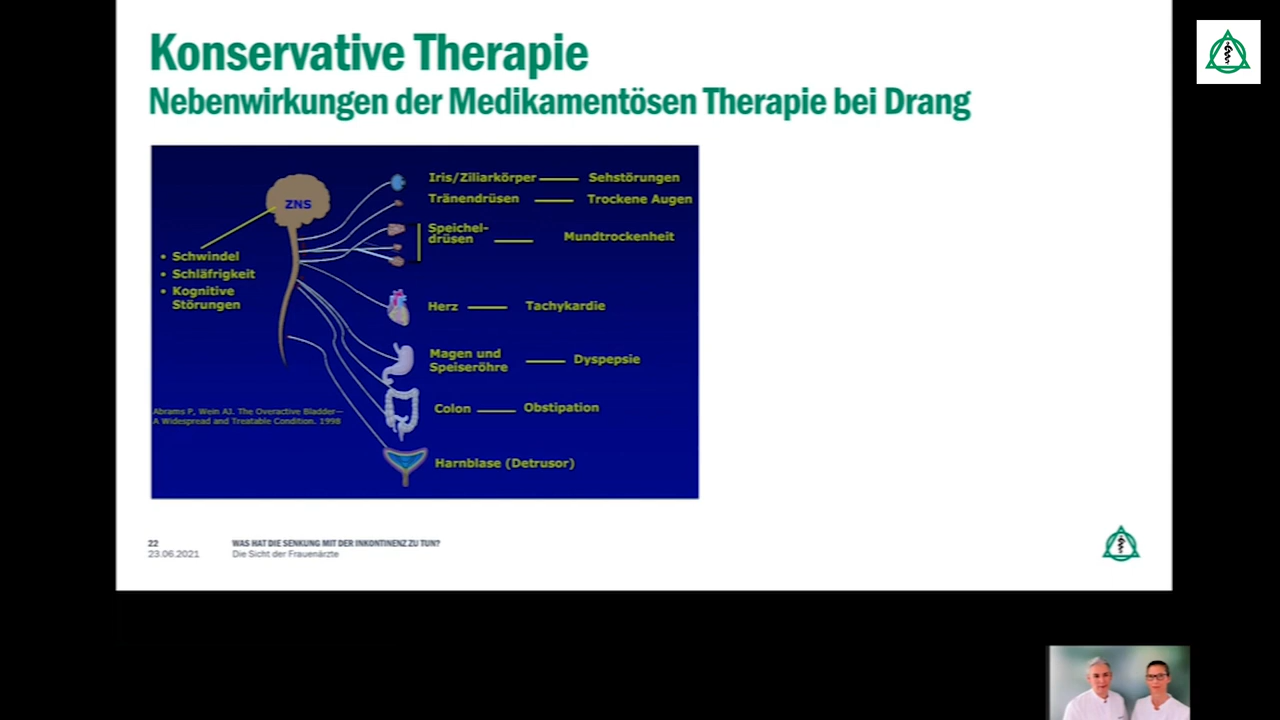 Konservative Therapie
Nebenwirkungen der Medikamentösen Therapie bei Drang
ZNS
• Schwindel
• Schläfrigkeit
• Kognitive
Störungen
Iris/Ziliarkörper Sehstörungen
Tränendrüsen Trockene Augen
Speichel-
drüsen Mundtrockenheit
Herz Tachykardie
Magen und
Speiseröhre Dyspepsie
Colon Obstipation
Harnblase (Detrusor)
Abrams P, Wein AJ. The Overactive Bladder—
A Widespread and Treatable Condition. 1998
22 WAS HAT DIE SENKUNG MIT DER INKONTINENZ ZU TUN?
23.06.2021 Die Sicht der Frauenärzte